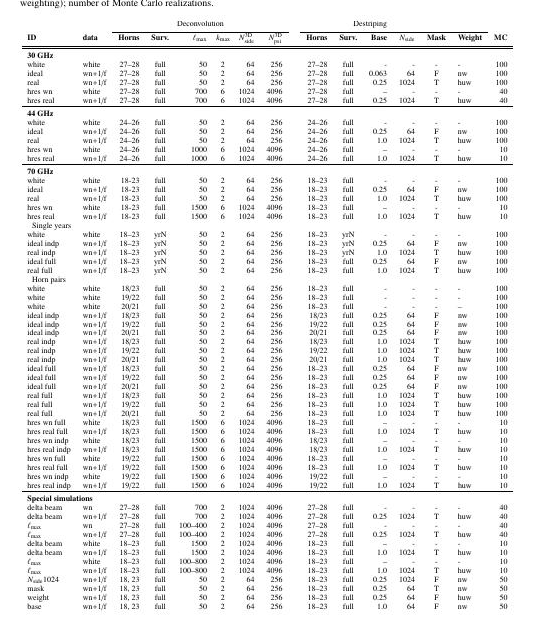 weighting); number of Monte Carlo realizations.
Deconvolution Destriping
ID data Horns Surv. ℓmax kmax N3Dside N3Dpsi Horns Surv. Base Nside Mask Weight MC
30 GHz
white white 27–28 full 50 2 64 256 27–28 full – - - - 100
ideal wn+1/f 27–28 full 50 2 64 256 27–28 full 0.063 64 F nw 100
real wn+1/f 27–28 full 50 2 64 256 27–28 full 0.25 1024 T huw 100
hres wn white 27–28 full 700 6 1024 4096 27–28 full – - - - 40
hres real wn+1/f 27–28 full 700 6 1024 4096 27–28 full 0.25 1024 T huw 40
44 GHz
white white 24–26 full 50 2 64 256 24–26 full – - - - 100
ideal wn+1/f 24–26 full 50 2 64 256 24–26 full 0.25 64 F nw 100
real wn+1/f 24–26 full 50 2 64 256 24–26 full 1.0 1024 T huw 100
hres wn white 24–26 full 1000 6 1024 4096 24–26 full – - - - 10
hres real wn+1/f 24–26 full 1000 6 1024 4096 24–26 full 1.0 1024 T huw 10
70 GHz
white white 18–23 full 50 2 64 256 18–23 full – - - - 100
ideal wn+1/f 18–23 full 50 2 64 256 18–23 full 0.25 64 F nw 100
real wn+1/f 18–23 full 50 2 64 256 18–23 full 1.0 1024 T huw 100
hres wn white 18–23 full 1500 6 1024 4096 18–23 full – - - - 10
hres real wn+1/f 18–23 full 1500 6 1024 4096 18–23 full 1.0 1024 T huw 10
Single years
white white 18–23 yrN 50 2 64 256 18–23 yrN – - - - 100
ideal indp wn+1/f 18–23 yrN 50 2 64 256 18–23 yrN 0.25 64 F nw 100
real indp wn+1/f 18–23 yrN 50 2 64 256 18–23 yrN 1.0 1024 T huw 100
ideal full wn+1/f 18–23 yrN 50 2 64 256 18–23 full 0.25 64 F nw 100
real full wn+1/f 18–23 yrN 50 2 64 256 18–23 full 1.0 1024 T huw 100
Horn pairs
white white 18/23 full 50 2 64 256 18–23 full – - - - 100
white white 19/22 full 50 2 64 256 18–23 full – - - - 100
white white 20/21 full 50 2 64 256 18–23 full – - - - 100
ideal indp wn+1/f 18/23 full 50 2 64 256 18/23 full 0.25 64 F nw 100
ideal indp wn+1/f 19/22 full 50 2 64 256 19/22 full 0.25 64 F nw 100
ideal indp wn+1/f 20/21 full 50 2 64 256 20/21 full 0.25 64 F nw 100
real indp wn+1/f 18/23 full 50 2 64 256 18/23 full 1.0 1024 T huw 100
real indp wn+1/f 19/22 full 50 2 64 256 19/22 full 1.0 1024 T huw 100
real indp wn+1/f 20/21 full 50 2 64 256 20/21 full 1.0 1024 T huw 100
ideal full wn+1/f 18/23 full 50 2 64 256 18–23 full 0.25 64 F nw 100
ideal full wn+1/f 19/22 full 50 2 64 256 18–23 full 0.25 64 F nw 100
ideal full wn+1/f 20/21 full 50 2 64 256 18–23 full 0.25 64 F nw 100
real full wn+1/f 18/23 full 50 2 64 256 18–23 full 1.0 1024 T huw 100
real full wn+1/f 19/22 full 50 2 64 256 18–23 full 1.0 1024 T huw 100
real full wn+1/f 20/21 full 50 2 64 256 18–23 full 1.0 1024 T huw 100
hres wn full white 18/23 full 1500 6 1024 4096 18–23 full – - - - 10
hres real full wn+1/f 18/23 full 1500 6 1024 4096 18–23 full 1.0 1024 T huw 10
hres wn indp white 18/23 full 1500 6 1024 4096 18/23 full – - - - 10
hres real indp wn+1/f 18/23 full 1500 6 1024 4096 18/23 full 1.0 1024 T huw 10
hres wn full white 19/22 full 1500 6 1024 4096 18–23 full – - - - 10
hres real full wn+1/f 19/22 full 1500 6 1024 4096 18–23 full 1.0 1024 T huw 10
hres wn indp white 19/22 full 1500 6 1024 4096 19/22 full – - - - 10
hres real indp wn+1/f 19/22 full 1500 6 1024 4096 19/22 full 1.0 1024 T huw 10
Special simulations
delta beam wn 27–28 full 700 2 1024 4096 27–28 full – - - - 40
delta beam wn+1/f 27–28 full 700 2 1024 4096 27–28 full 0.25 1024 T huw 40
ℓmax wn 27–28 full 100–400 2 1024 4096 27–28 full – - - - 40
ℓmax wn+1/f 27–28 full 100–400 2 1024 4096 27–28 full 0.25 1024 T huw 40
delta beam white 18–23 full 1500 2 1024 4096 18–23 full – - - - 10
delta beam wn+1/f 18–23 full 1500 2 1024 4096 18–23 full 1.0 1024 T huw 10
ℓmax white 18–23 full 100–800 2 1024 4096 18–23 full – - - - 10
ℓmax wn+1/f 18–23 full 100–800 2 1024 4096 18–23 full 1.0 1024 T huw 10
Nside1024 wn+1/f 18, 23 full 50 2 64 256 18–23 full 0.25 1024 F nw 50
mask wn+1/f 18, 23 full 50 2 64 256 18–23 full 0.25 64 T nw 50
weight wn+1/f 18, 23 full 50 2 64 256 18–23 full 0.25 64 F huw 50
base wn+1/f 18, 23 full 50 2 64 256 18–23 full 1.0 64 F nw 50